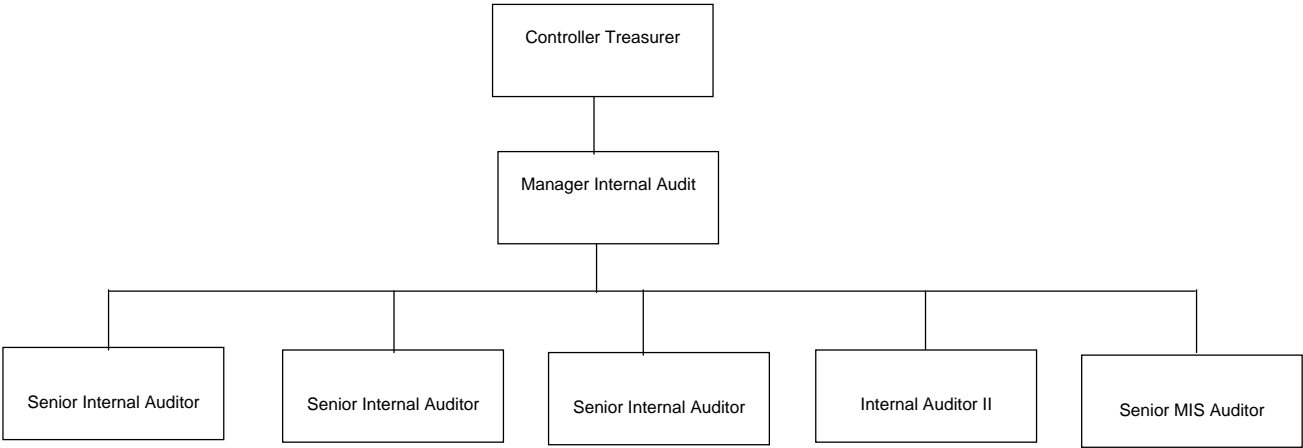 Controller Treasurer
Manager Internal Audit
Senior Internal Auditor
Senior Internal Auditor
Senior Internal Auditor
Internal Auditor II
Senior MIS Auditor